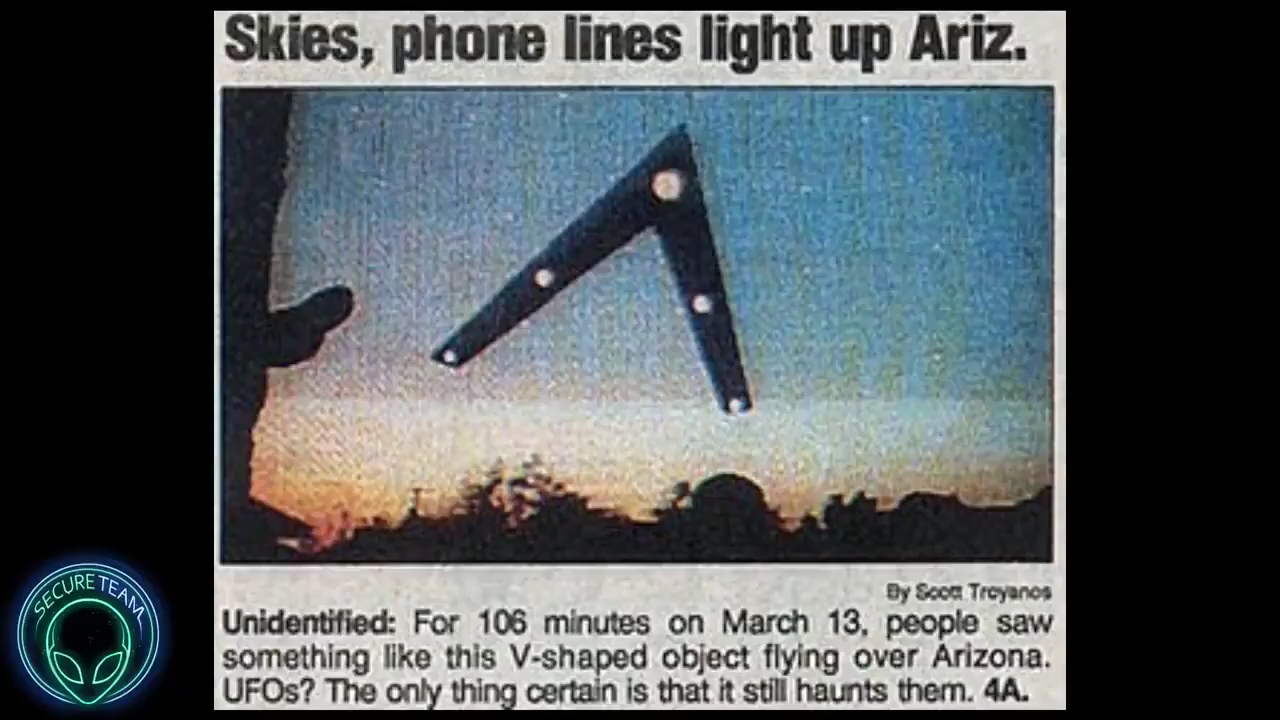 Skies, phone lines light up Ariz.
By Scott Troyanos
Unidentified: For 106 minutes on March 13, people saw
something like this V-shaped object flying over Arizona.
UFOs? The only thing certain is that it still haunts them. 4A.
SECURE TEAM